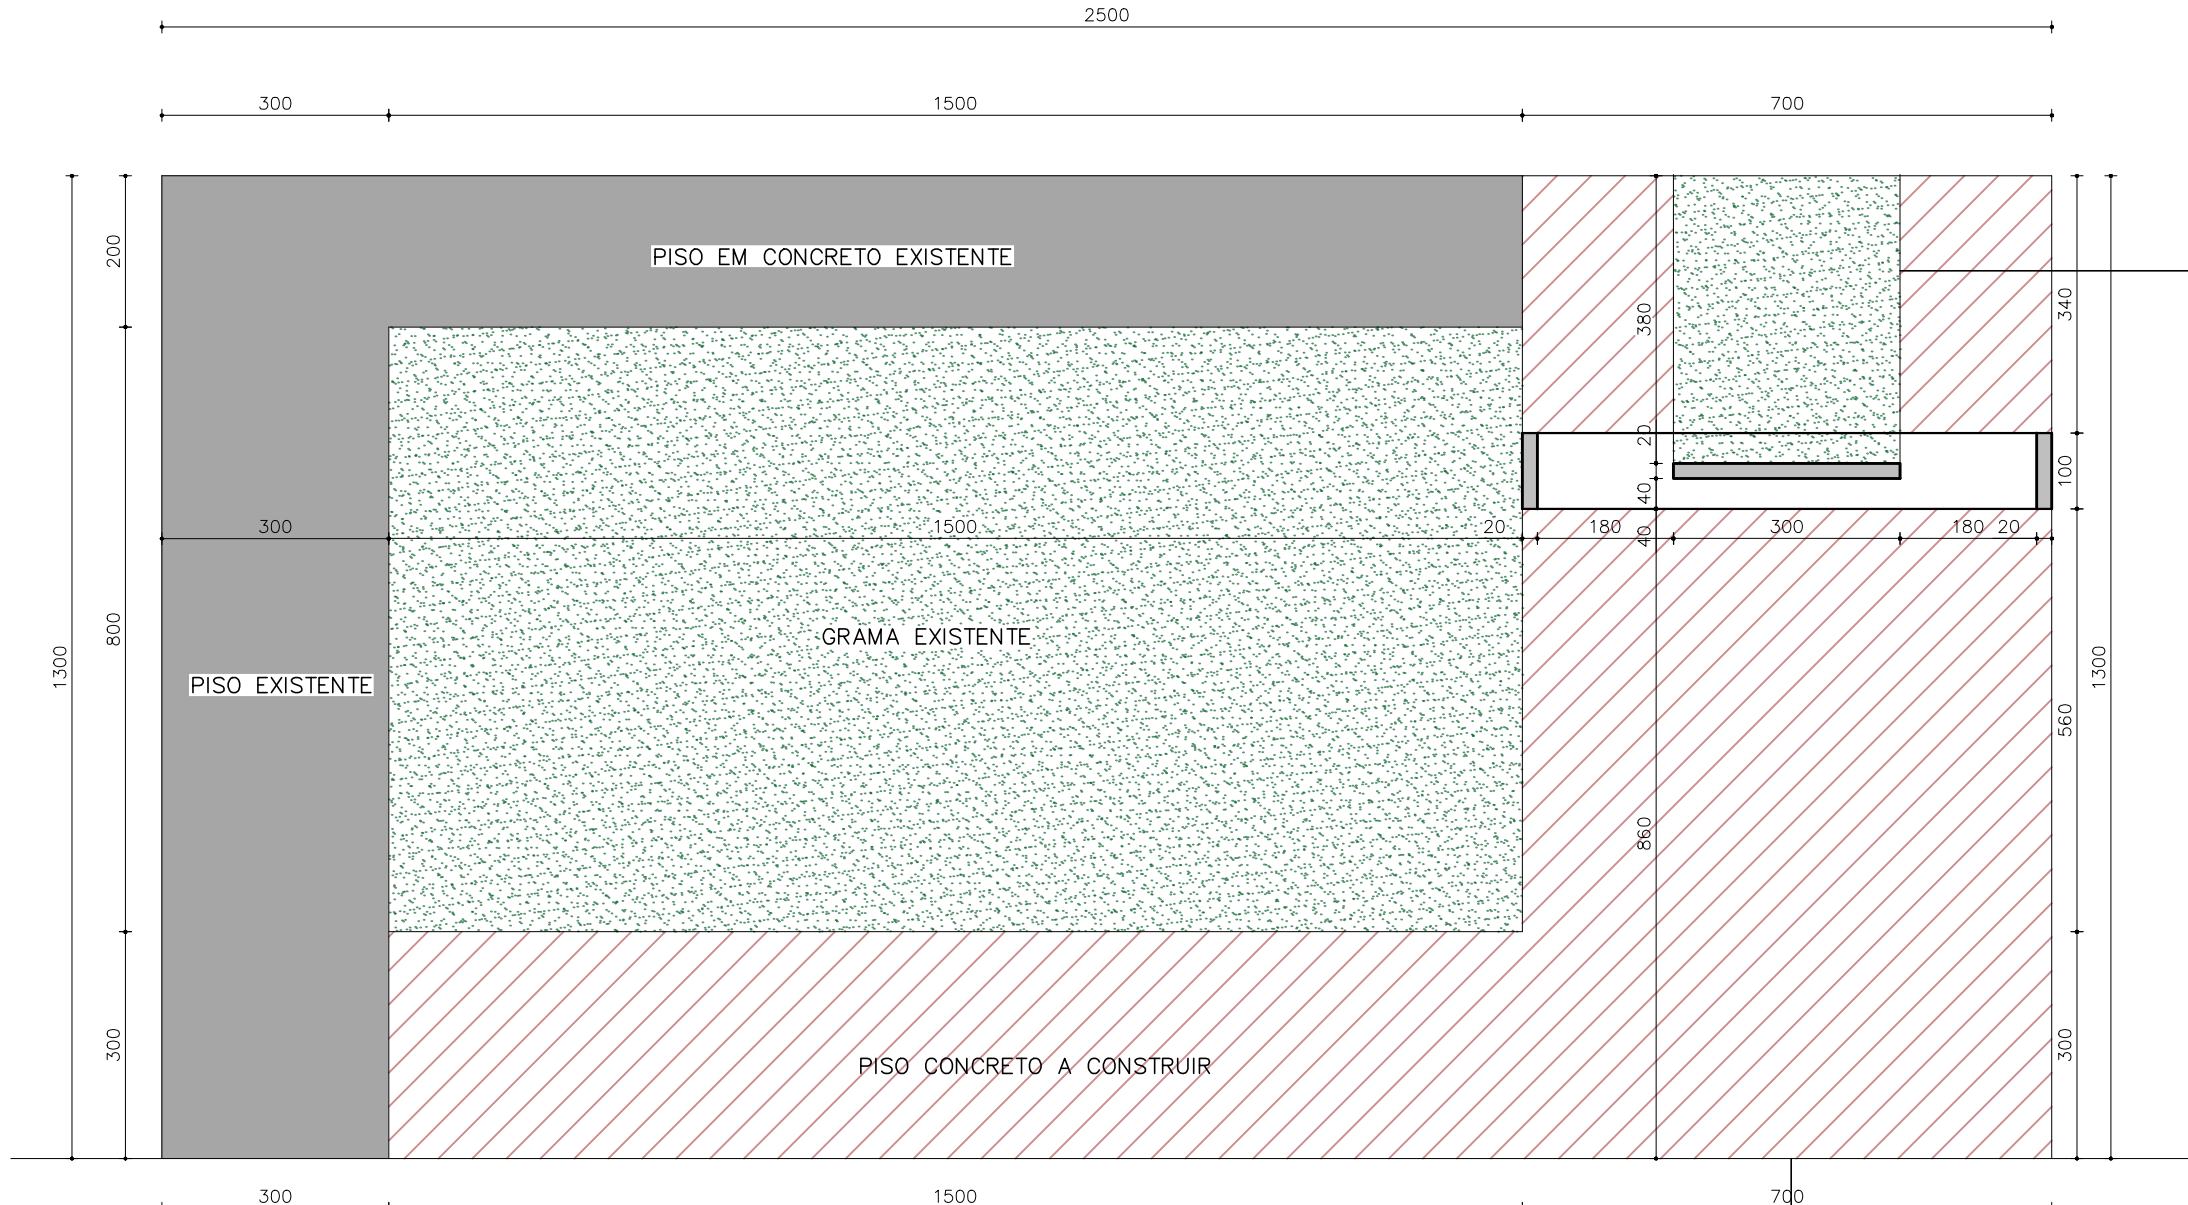 2500
300 1500 700
200
PISO EM CONCRETO EXISTENTE
380
340
20
100
40
300 1500 20 180 300 180 20
40
800
GRAMA EXISTENTE
1300
1300
PISO EXISTENTE
560
860
300
300
PISO CONCRETO A CONSTRUIR
300 1500 700